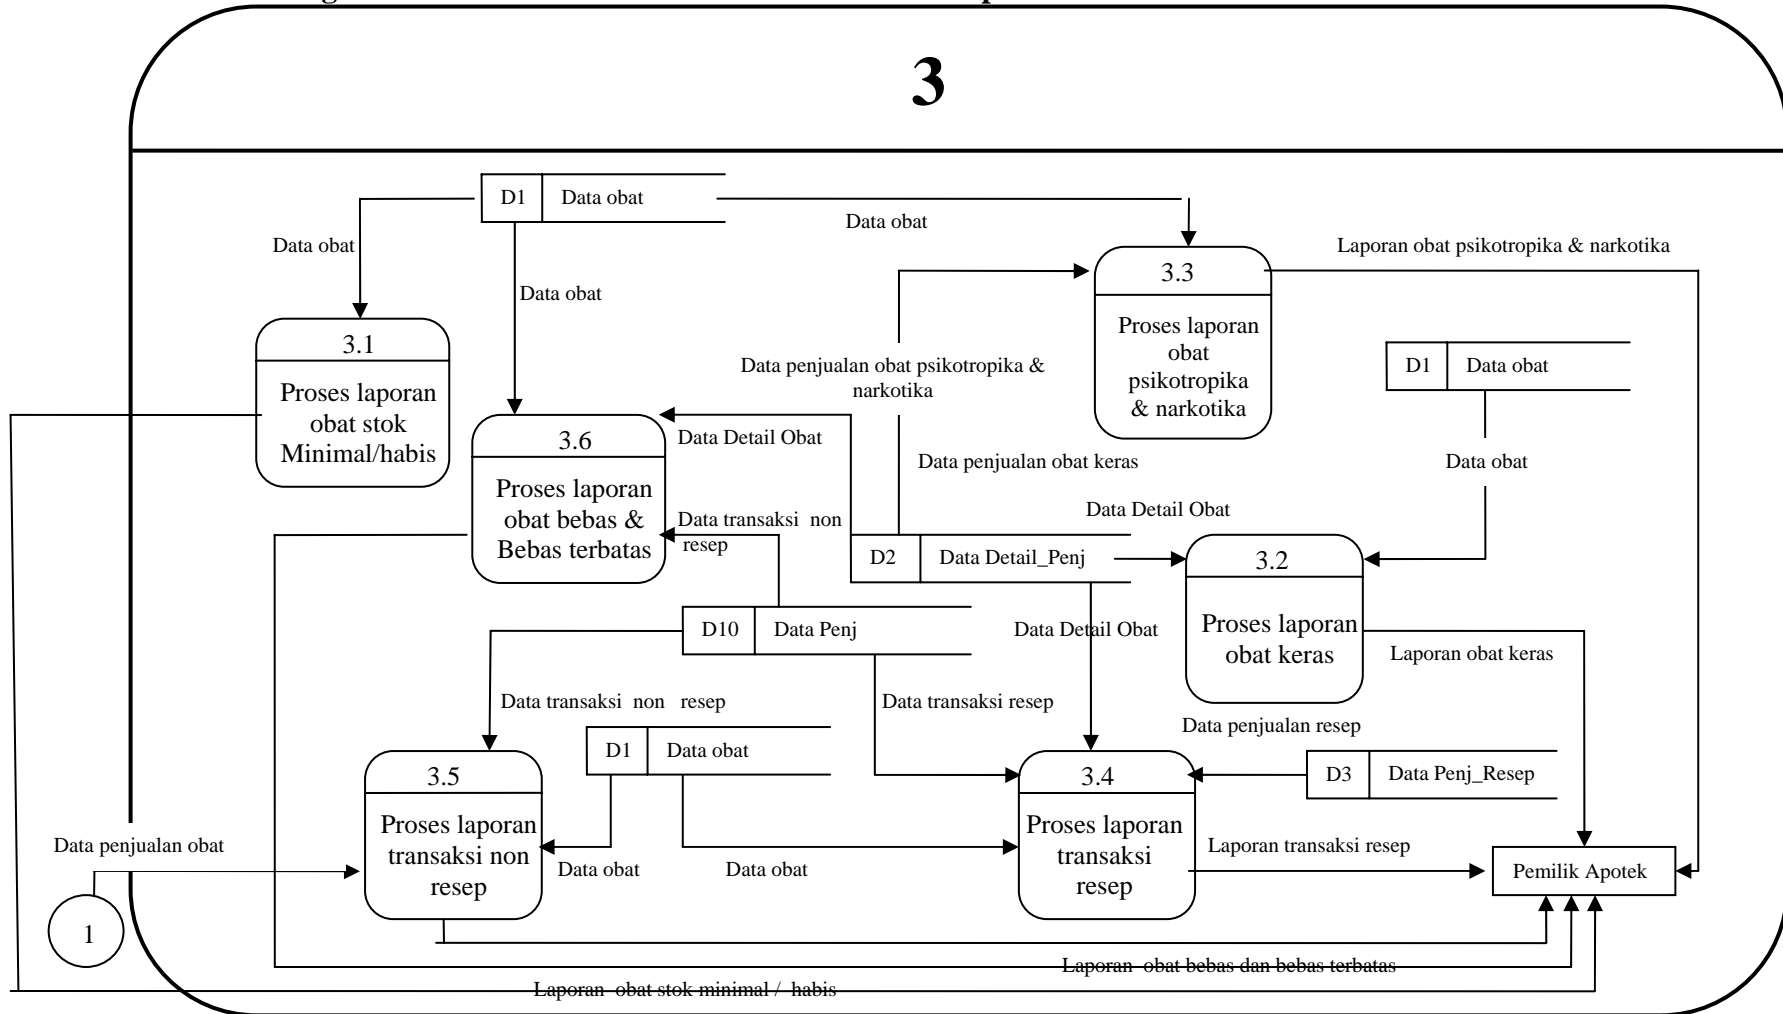 3
D1 Data obat
Data obat
Data obat
Laporan obat psikotropika & narkotika
3.3
Data obat
3.1
Proses laporan
obat
psikotropika
& narkotika
D1 Data obat
Data penjualan obat psikotropika &
narkotika
Proses laporan
obat stok
Minimal/habis
3.6
Data Detail Obat
Data penjualan obat keras
Data obat
Proses laporan
obat bebas &
Bebas terbatas
Data transaksi non
resep
Data Detail Obat
D2 Data Detail_Penj
3.2
D10 Data Penj
Data Detail Obat
Proses laporan
obat keras
Laporan obat keras
Data transaksi non resep
Data transaksi resep
Data penjualan resep
D1 Data obat
3.5
3.4
D3 Data Penj_Resep
Proses laporan
transaksi non
resep
Proses laporan
transaksi
resep
Data penjualan obat
Laporan transaksi resep
Data obat
Data obat
Pemilik Apotek
1
Laporan obat bebas dan bebas terbatas
Laporan obat stok minimal / habis